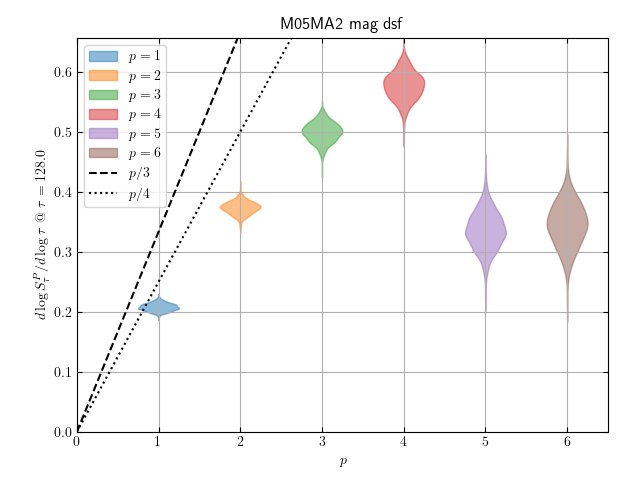 M05MA2 mag dsf
p = 1
p = 2
p = 3
p = 4
p = 5
p = 6
p/3
p/4
d log S_τ^P / d log τ @ τ = 128.0
0.6
0.5
0.4
0.3
0.2
0.1
0.0
0 1 2 3 4 5 6
p